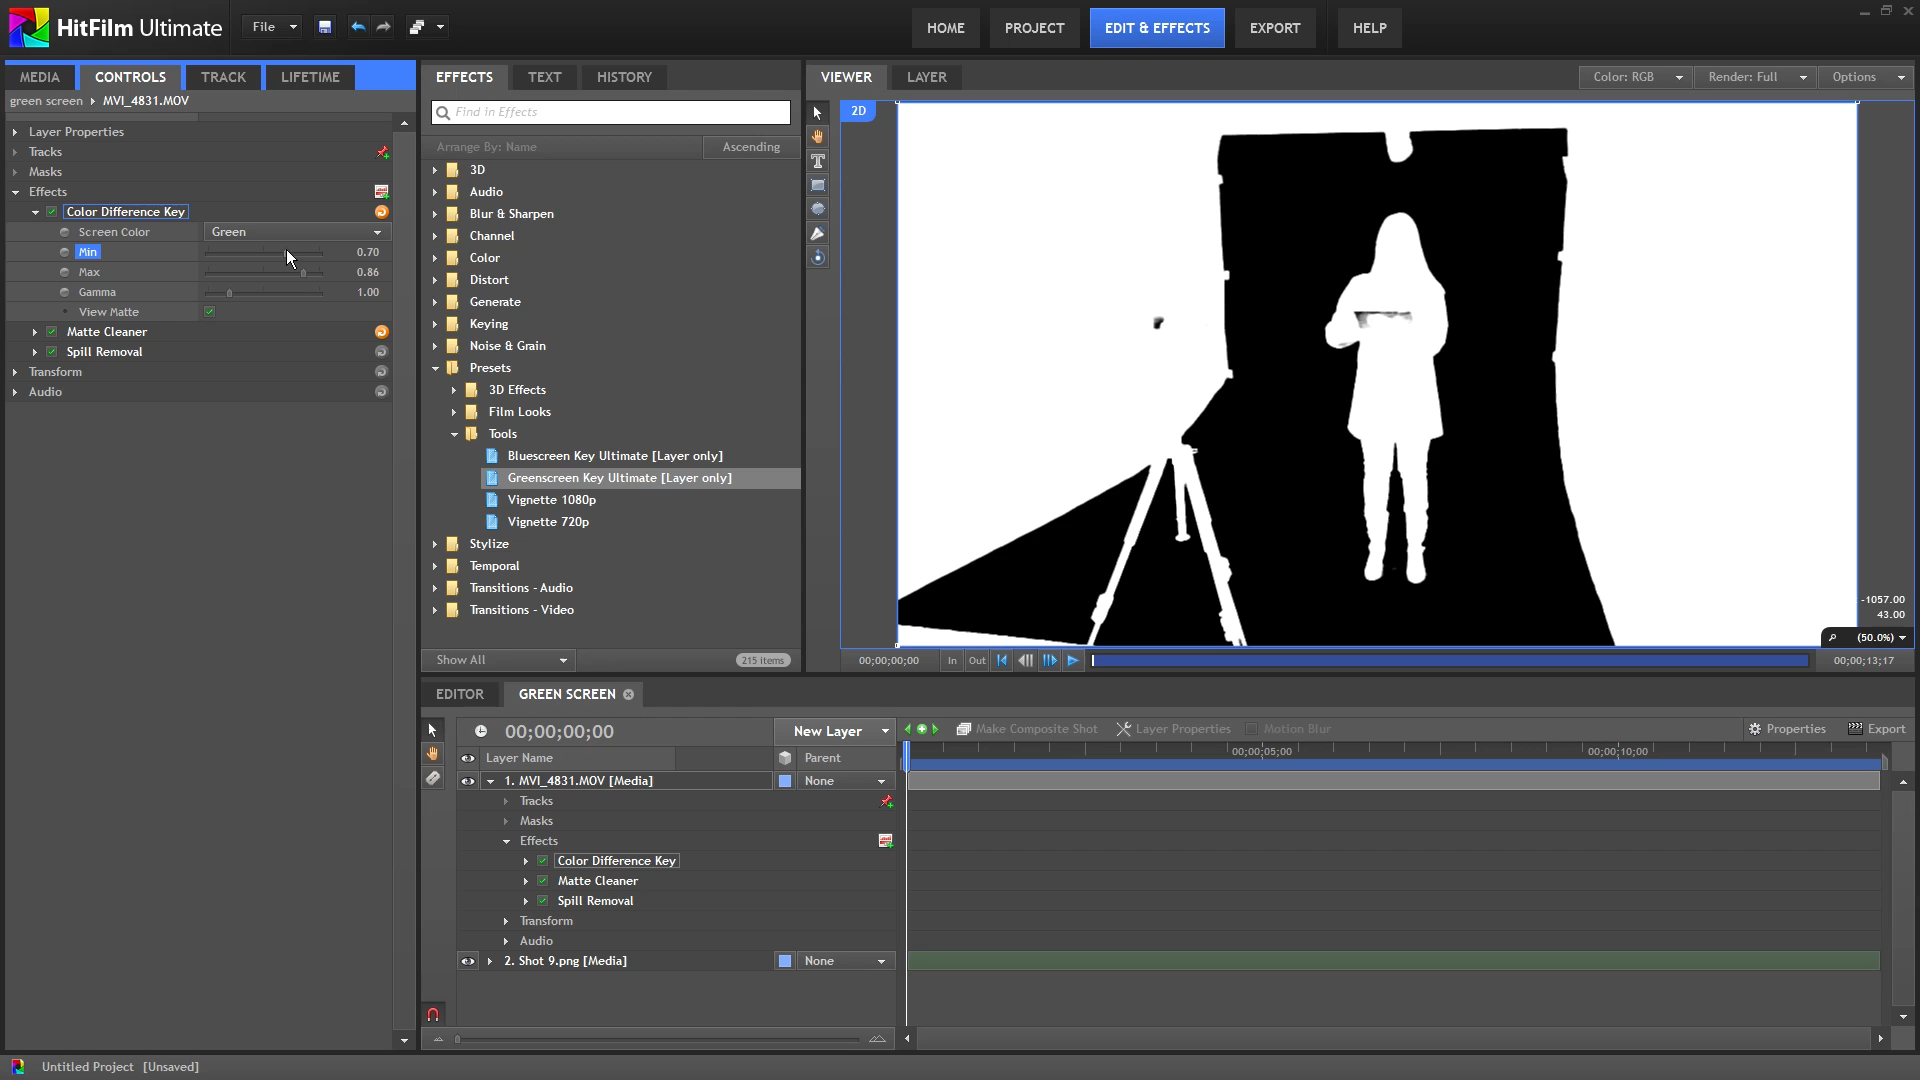 HitFilm Ultimate
File
HOME
PROJECT
EDIT & EFFECTS
EXPORT
HELP
MEDIA
CONTROLS
TRACK
LIFETIME
green screen
MVI_4831.MOV
Layer Properties
Tracks
Masks
Effects
Color Difference Key
Screen Color
Green
Min
0.70
Max
0.86
Gamma
1.00
View Matte
Matte Cleaner
Spill Removal
Transform
Audio
EFFECTS
TEXT
HISTORY
Find in Effects
Arrange By: Name
Ascending
3D
Audio
Blur & Sharpen
Channel
Color
Distort
Generate
Keying
Noise & Grain
Presets
3D Effects
Film Looks
Tools
Bluescreen Key Ultimate [Layer only]
Greenscreen Key Ultimate [Layer only]
Vignette 1080p
Vignette 720p
Stylize
Temporal
Transitions - Audio
Transitions - Video
Show All
215 items
VIEWER
LAYER
Color: RGB
Render: Full
Options
2D
-1057.00
43.00
(50.0%)
00;00;00;00
In
Out
00;00;13;17
EDITOR
GREEN SCREEN
00;00;00;00
New Layer
Make Composite Shot
Layer Properties
Motion Blur
Properties
Export
Layer Name
Parent
00;00;05;00
00;00;10;00
1. MVI_4831.MOV [Media]
None
Tracks
Masks
Effects
Color Difference Key
Matte Cleaner
Spill Removal
Transform
Audio
2. Shot 9.png [Media]
None
Untitled Project [Unsaved]